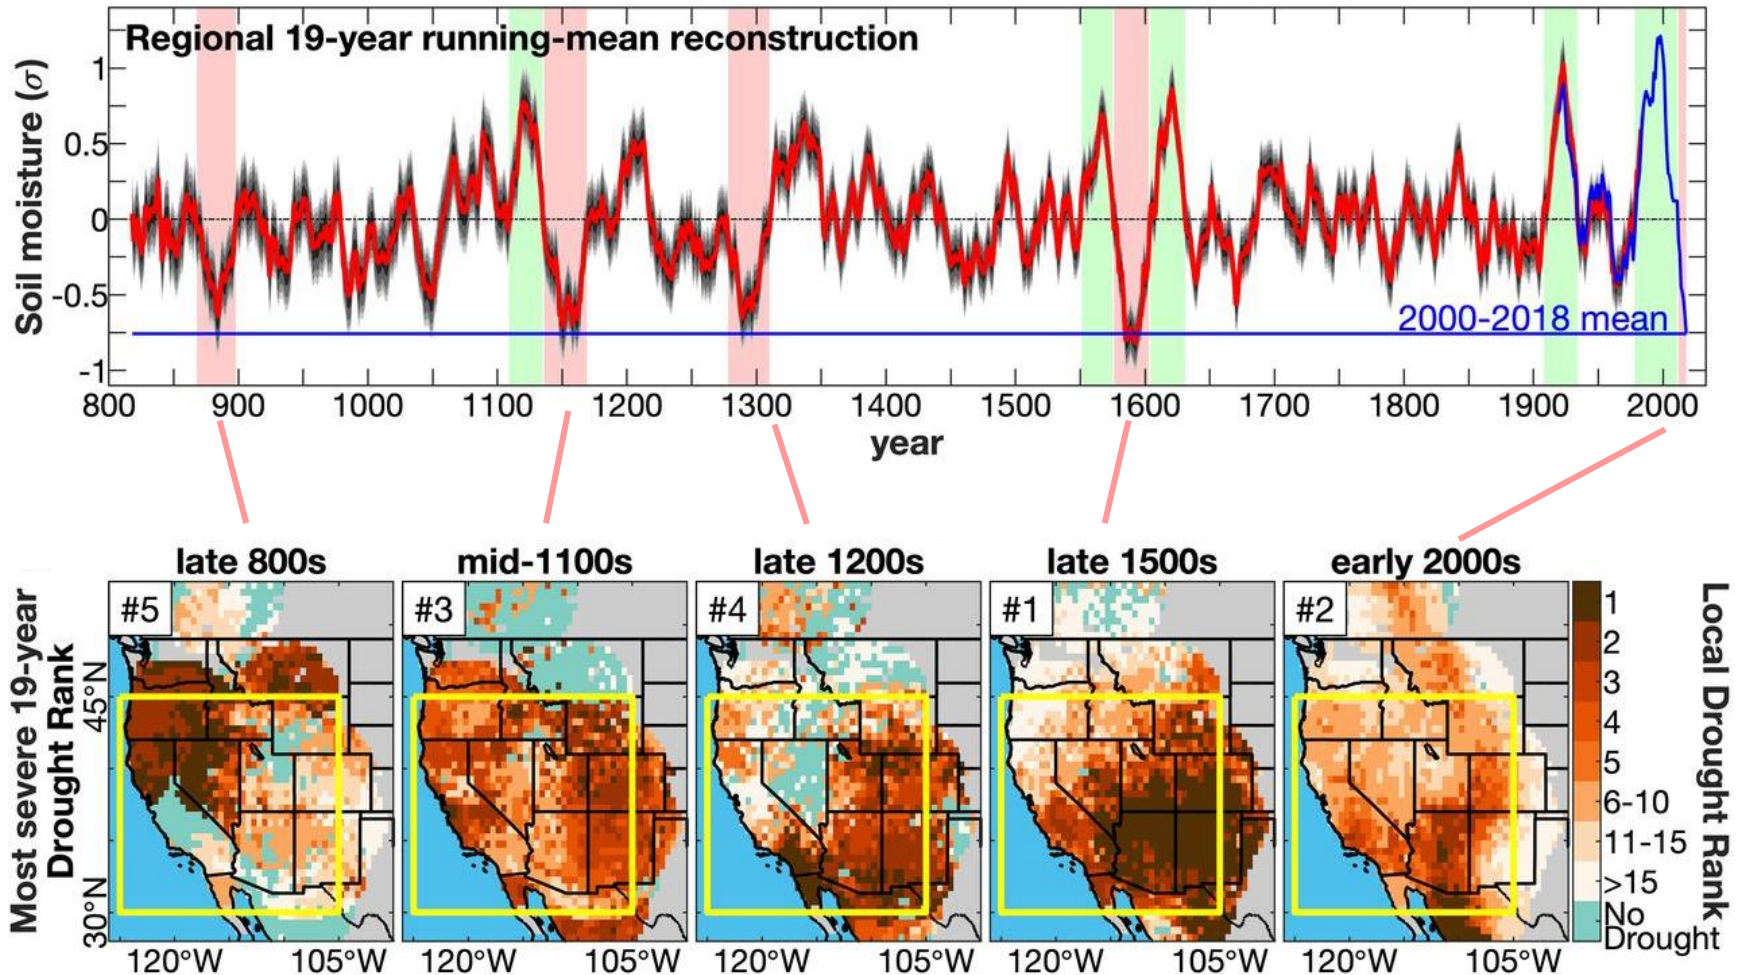 Regional 19-year running-mean reconstruction
Soil moisture (σ)
1
0.5
0
-0.5
-1
2000-2018 mean
800 900 1000 1100 1200 1300 1400 1500 1600 1700 1800 1900 2000
year
late 800s mid-1100s late 1200s late 1500s early 2000s
Most severe 19-year
Drought Rank
#5 #3 #4 #1 #2
45°N
30°N
120°W 105°W 120°W 105°W 120°W 105°W 120°W 105°W 120°W 105°W
1
2
3
4
5
6-10
11-15
>15
No
Drought
Local Drought Rank